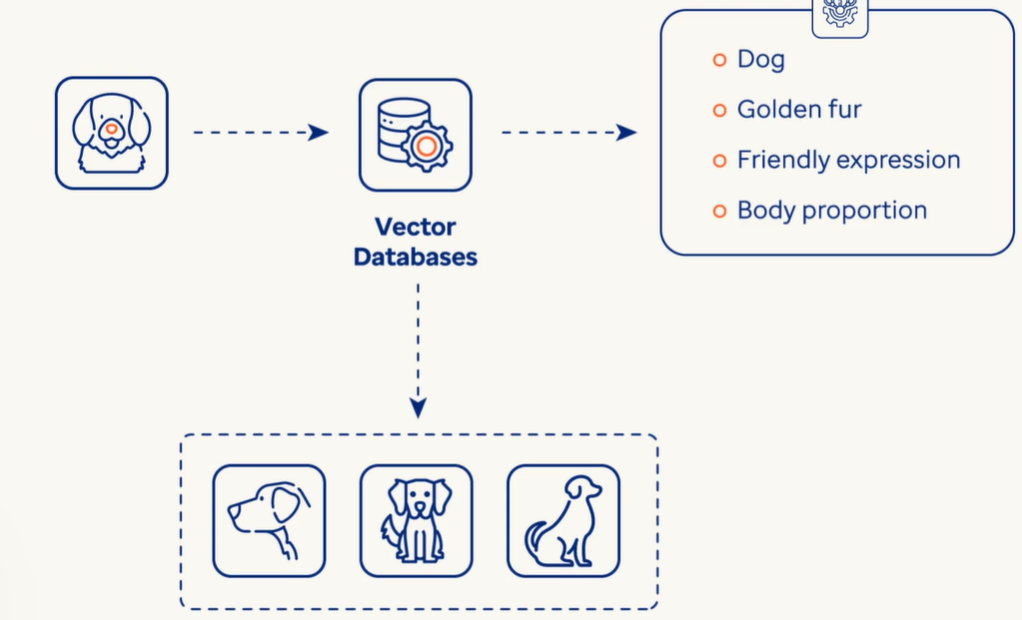 Dog
Golden fur
Friendly expression
Body proportion
Vector
Databases